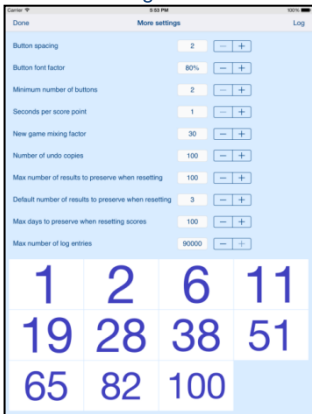 Carrier 9:53 PM 100%
Done More settings Log
Button spacing 2 − +
Button font factor 80% − +
Minimum number of buttons 2 − +
Seconds per score point 1 − +
New game mixing factor 30 − +
Number of undo copies 100 − +
Max number of results to preserve when resetting 100 − +
Default number of results to preserve when resetting 3 − +
Max days to preserve when resetting scores 100 − +
Max number of log entries 90000 − +
1 2 6 11
19 28 38 51
65 82 100